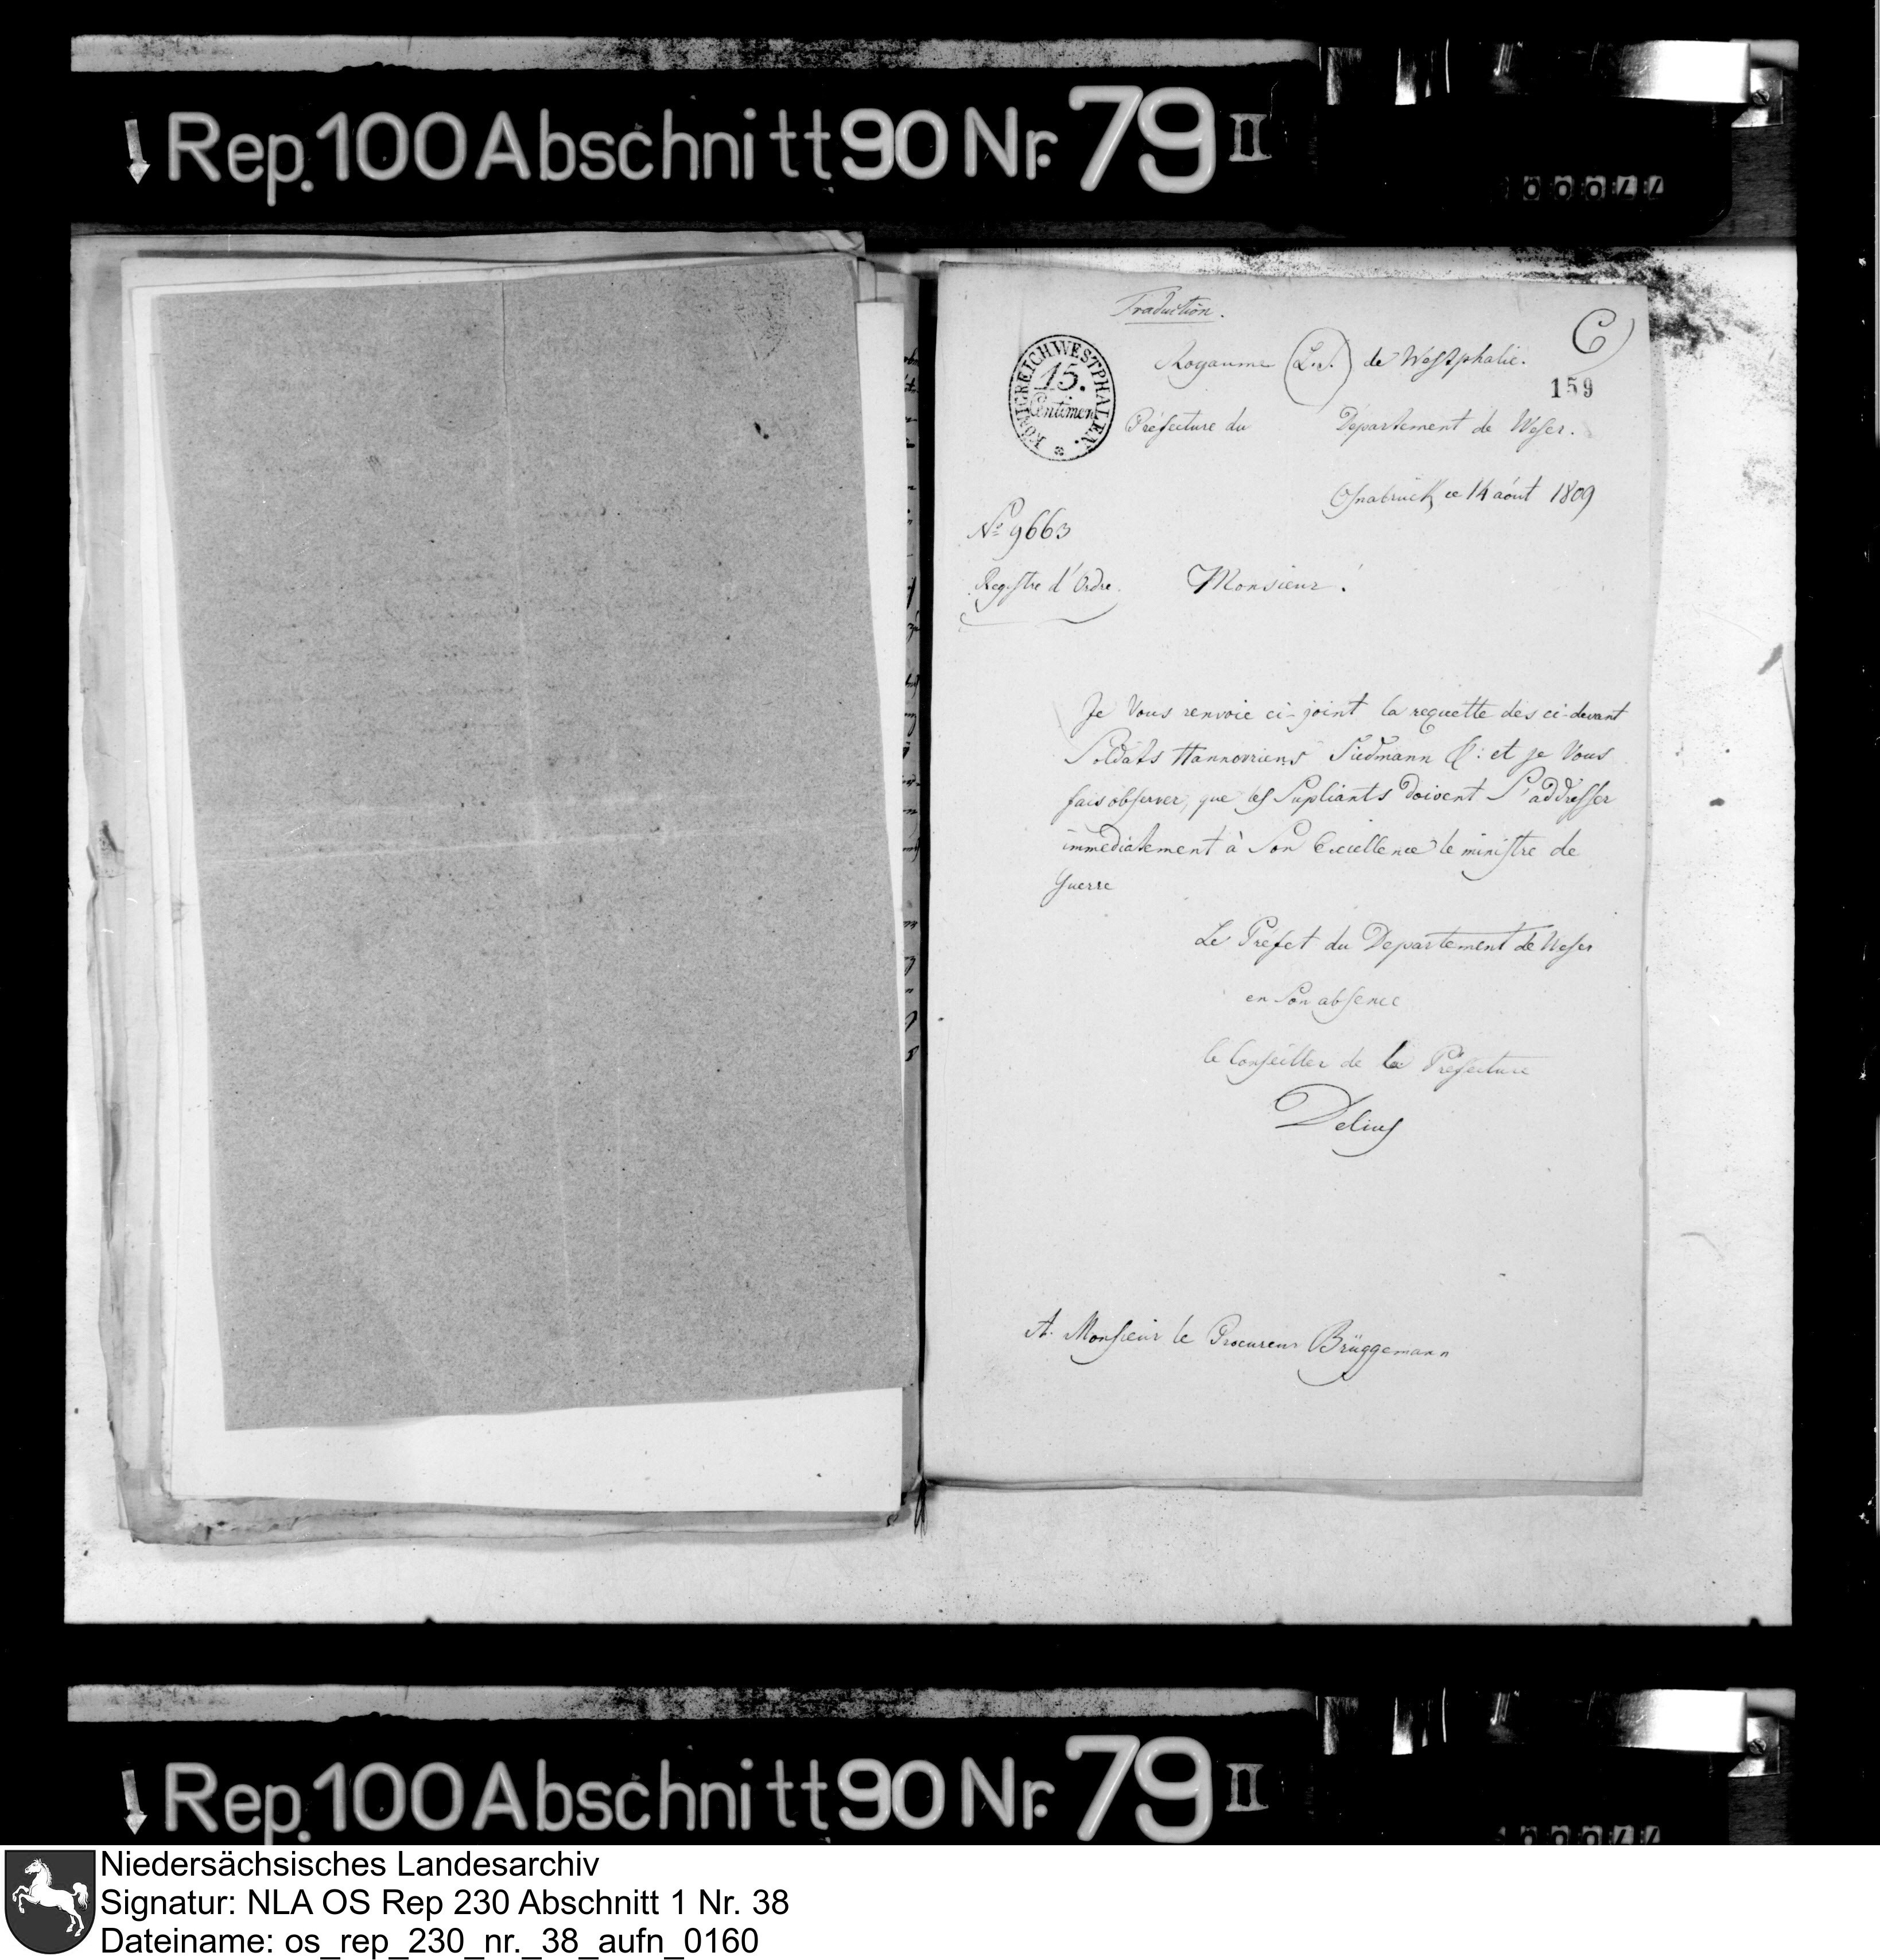 Rep. 100 Abschnitt 90 Nr. 79 II
Traduction.
C
Royaume (L.S.) de Westphalie.
159
KÖNIGREICH WESTPHALEN.
15.
Centimen
Préfecture du Département de Weser.
Osnabruck ce 14 aôut 1809
No 9663
Registre d'Ordre.
Monsieur!
Je Vous renvoie ci-joint la requette des ci-devant
Soldats Hannovriens Siedmann &: et je Vous
fais observer, que les Supliants doivent S'addresser
immediatement à Son Excellence le ministre de
Guerre
Le Préfet du Departement de Weser
en Son absence
le Conseiller de la Préfecture
Delius
A. Monsieur le Procureur Brüggemann
Rep. 100 Abschnitt 90 Nr. 79 II
Niedersächsisches Landesarchiv
Signatur: NLA OS Rep 230 Abschnitt 1 Nr. 38
Dateiname: os_rep_230_nr._38_aufn_0160